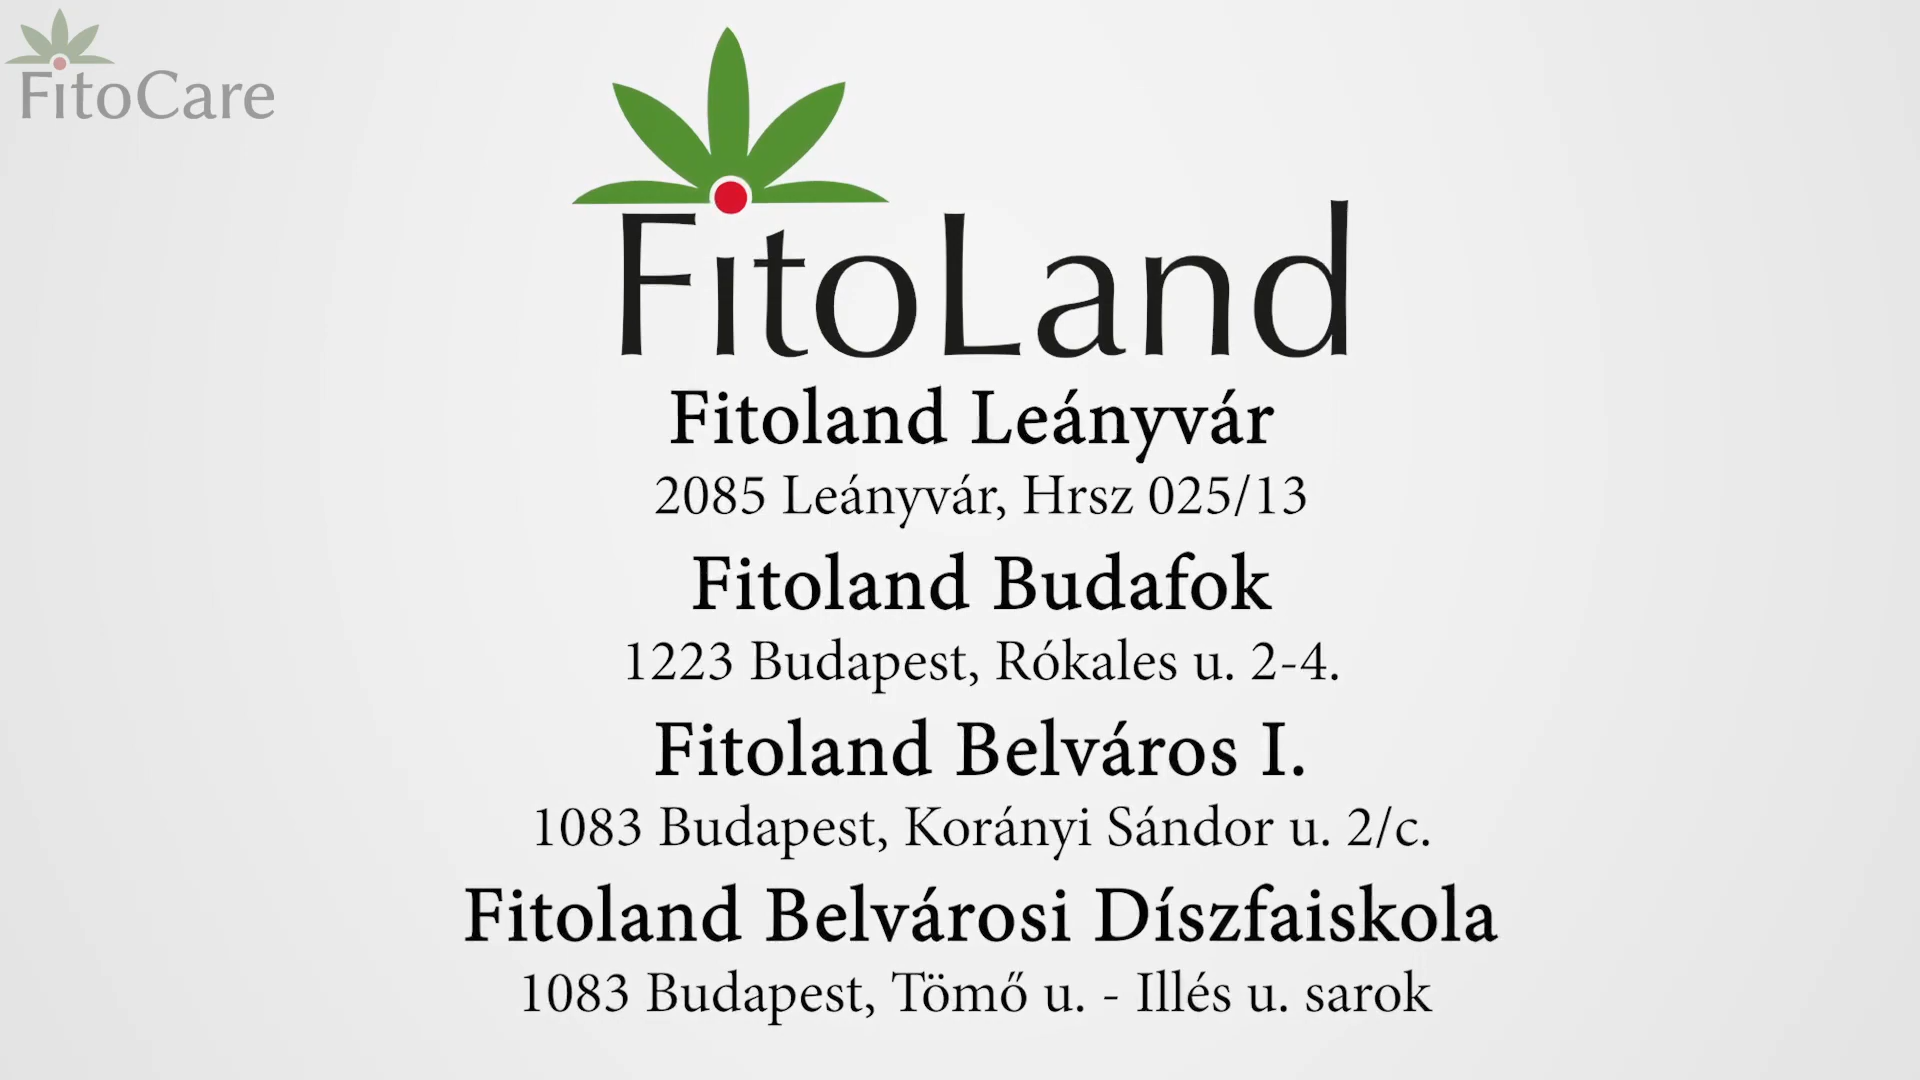 FitoCare
FitoLand
Fitoland Leányvár
2085 Leányvár, Hrsz 025/13
Fitoland Budafok
1223 Budapest, Rókales u. 2-4.
Fitoland Belváros I.
1083 Budapest, Korányi Sándor u. 2/c.
Fitoland Belvárosi Díszfaiskola
1083 Budapest, Tömő u. - Illés u. sarok